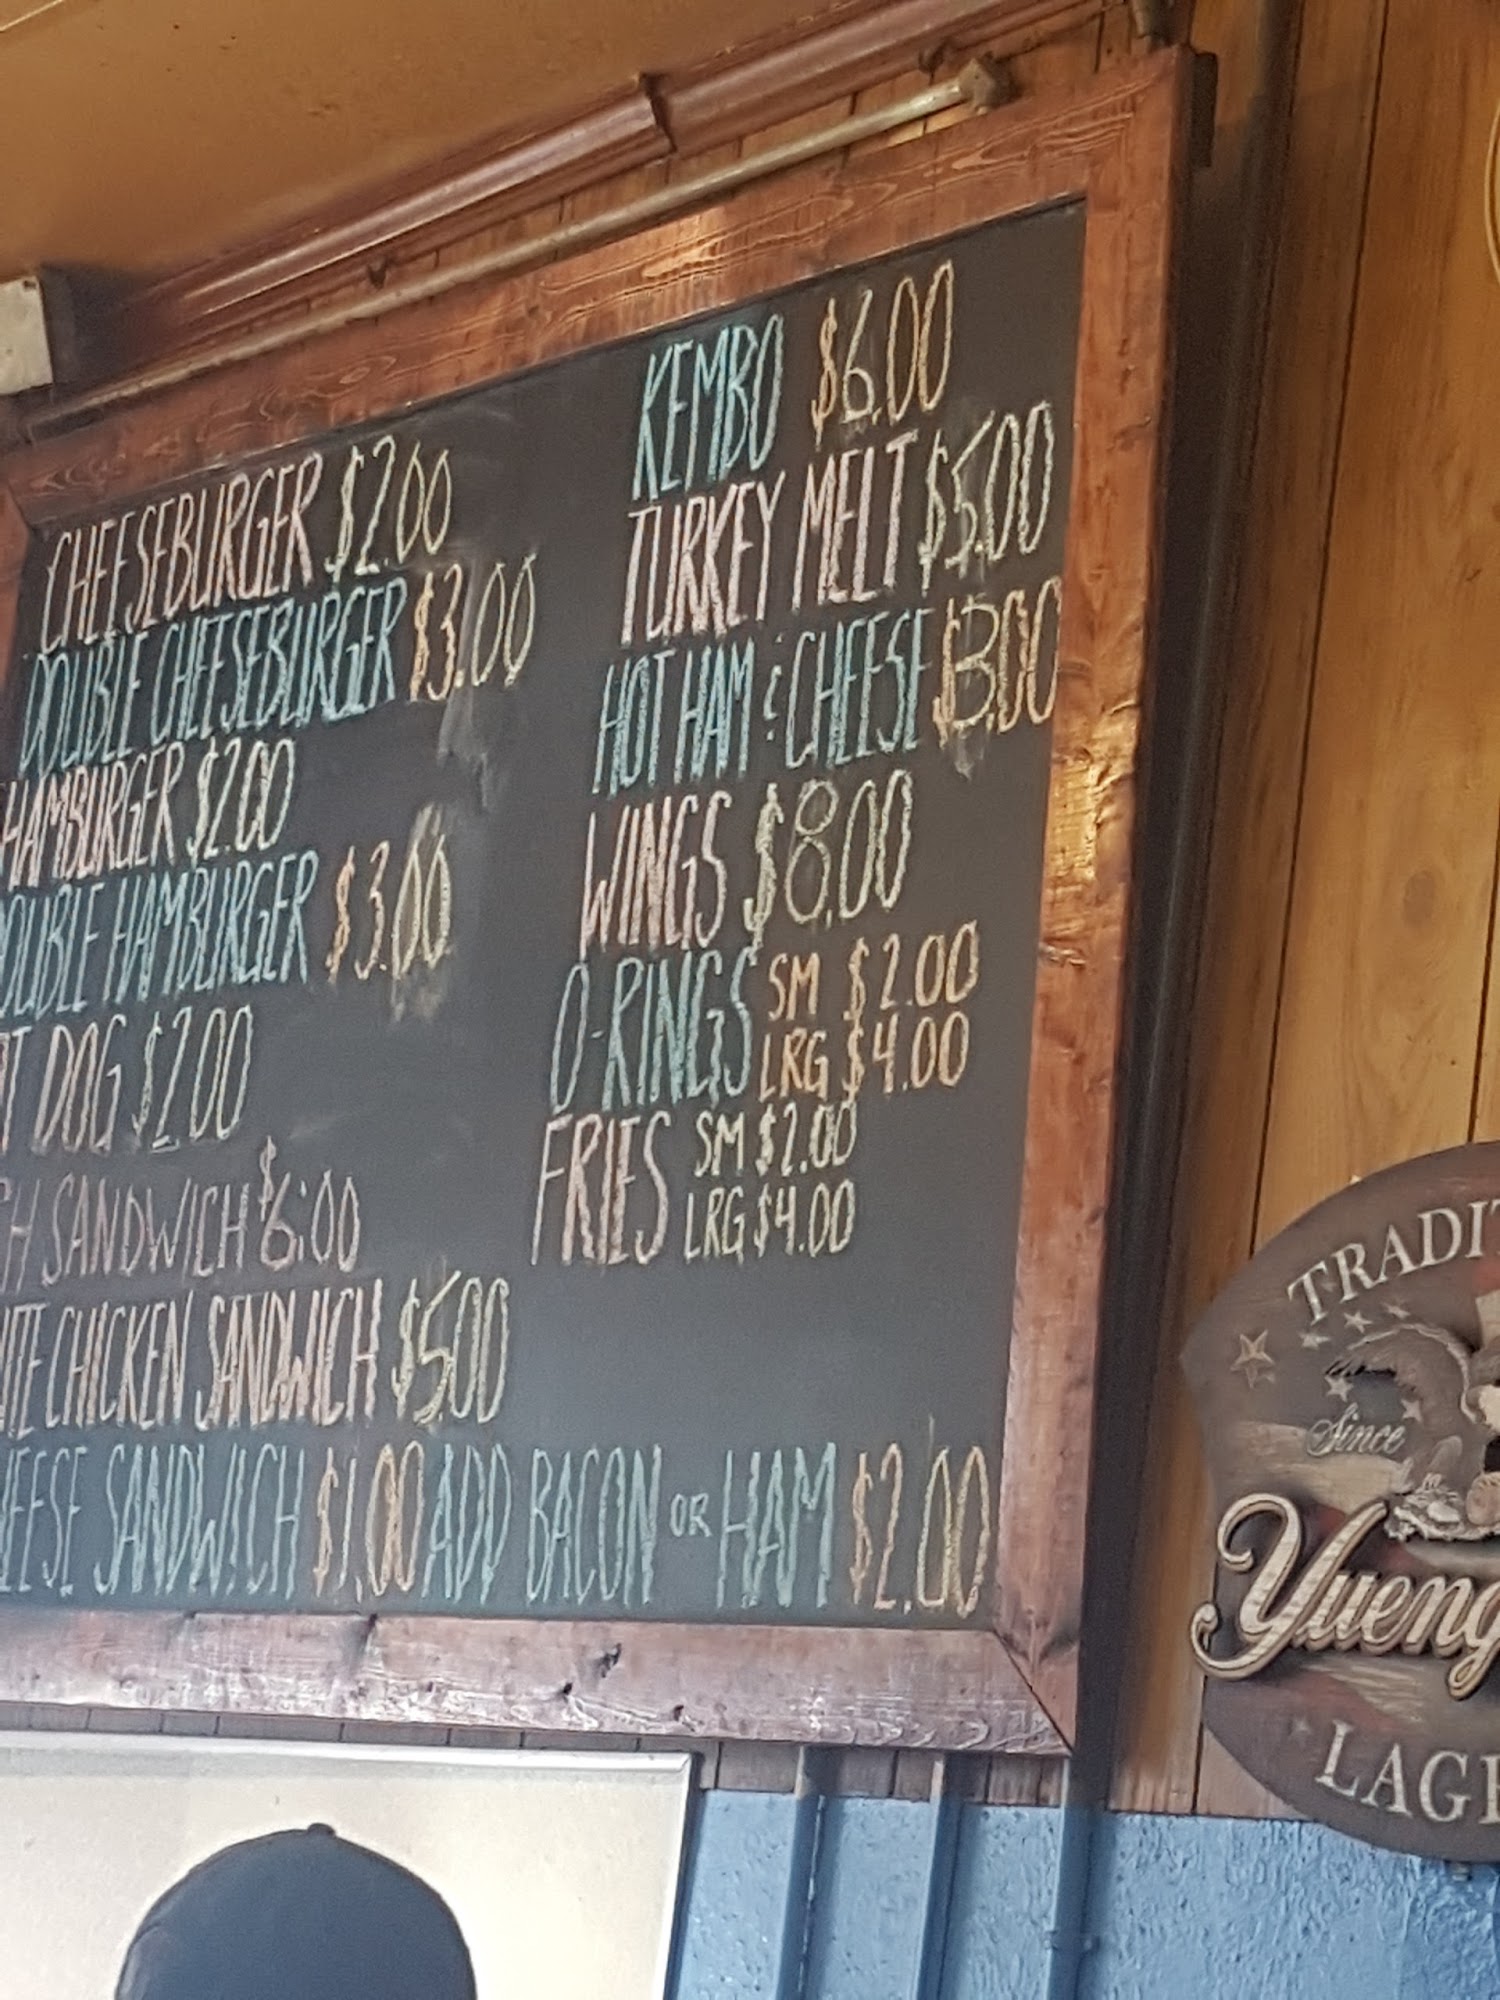 CHEESEBURGER $2.00
DOUBLE CHEESEBURGER $3.00
HAMBURGER $2.00
DOUBLE HAMBURGER $3.00
DOG $2.00
SANDWICH $6:00
CHICKEN SANDWICH $5.00
SANDWICH $1.00 ADD BACON OR HAM $2.00
KEMBO $6.00
TURKEY MELT $5.00
HOT HAM & CHEESE $3.00
WINGS $8.00
O-RINGS SM $2.00
LRG $4.00
FRIES SM $2.00
LRG $4.00
TRADIT
Since
Yueng
LAGE